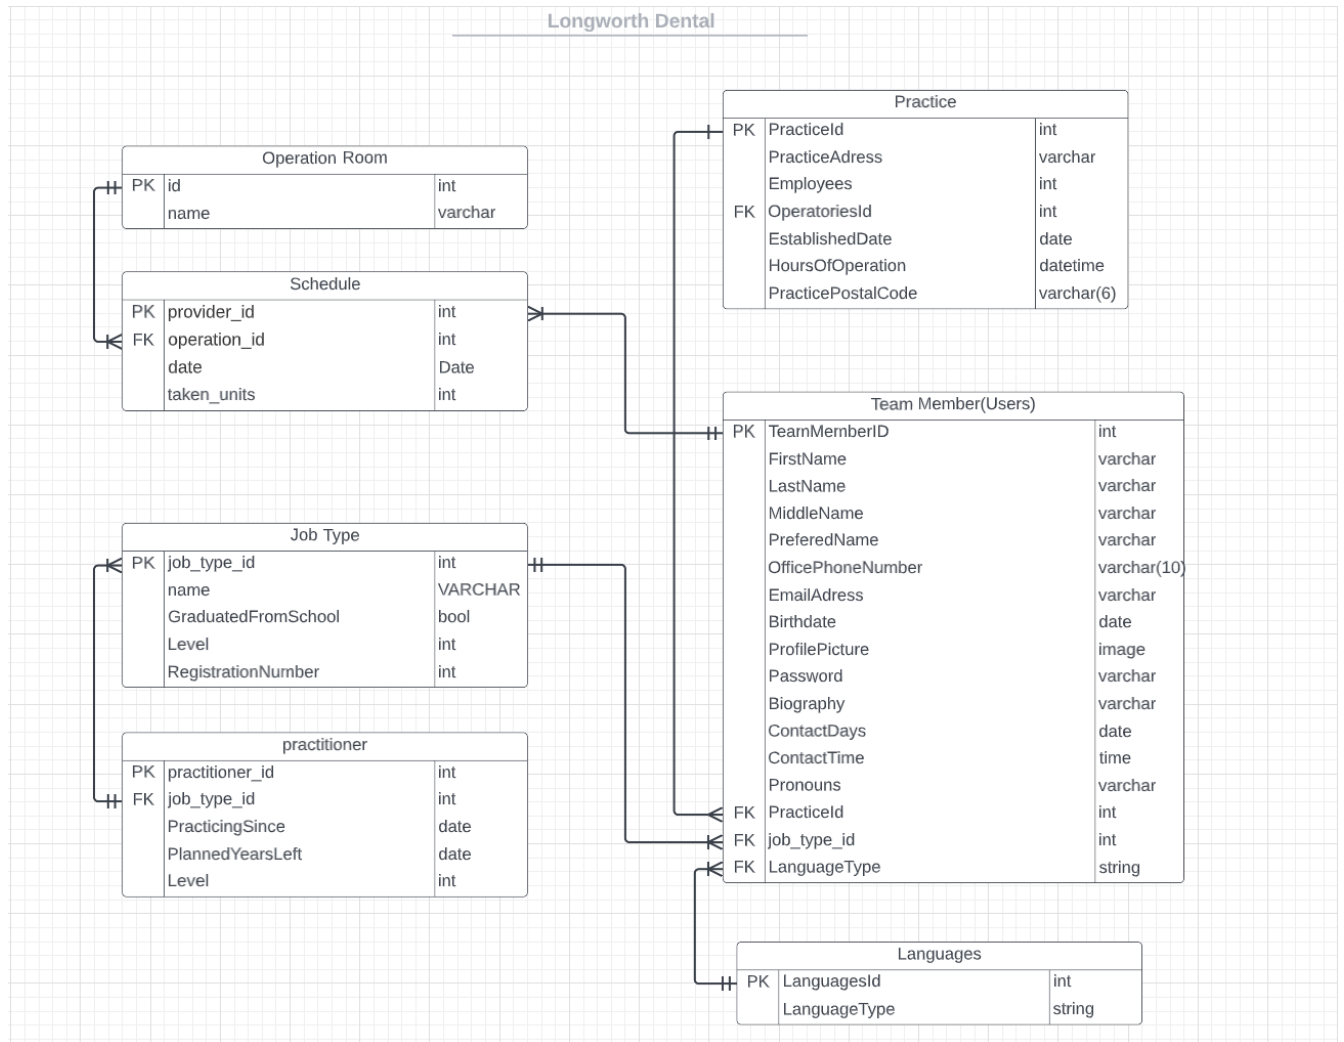 Longworth Dental
Operation Room
PK id int
name varchar
Schedule
PK provider_id int
FK operation_id int
date Date
taken_units int
Job Type
PK job_type_id int
name VARCHAR
GraduatedFromSchool bool
Level int
RegistrationNumber int
practitioner
PK practitioner_id int
FK job_type_id int
PracticingSince date
PlannedYearsLeft date
Level int
Practice
PK PracticeId int
PracticeAdress varchar
Employees int
FK OperatoriesId int
EstablishedDate date
HoursOfOperation datetime
PracticePostalCode varchar(6)
Team Member(Users)
PK TeamMemberID int
FirstName varchar
LastName varchar
MiddleName varchar
PreferedName varchar
OfficePhoneNumber varchar(10)
EmailAdress varchar
Birthdate date
ProfilePicture image
Password varchar
Biography varchar
ContactDays date
ContactTime time
Pronouns varchar
FK PracticeId int
FK job_type_id int
FK LanguageType string
Languages
PK LanguagesId int
LanguageType string